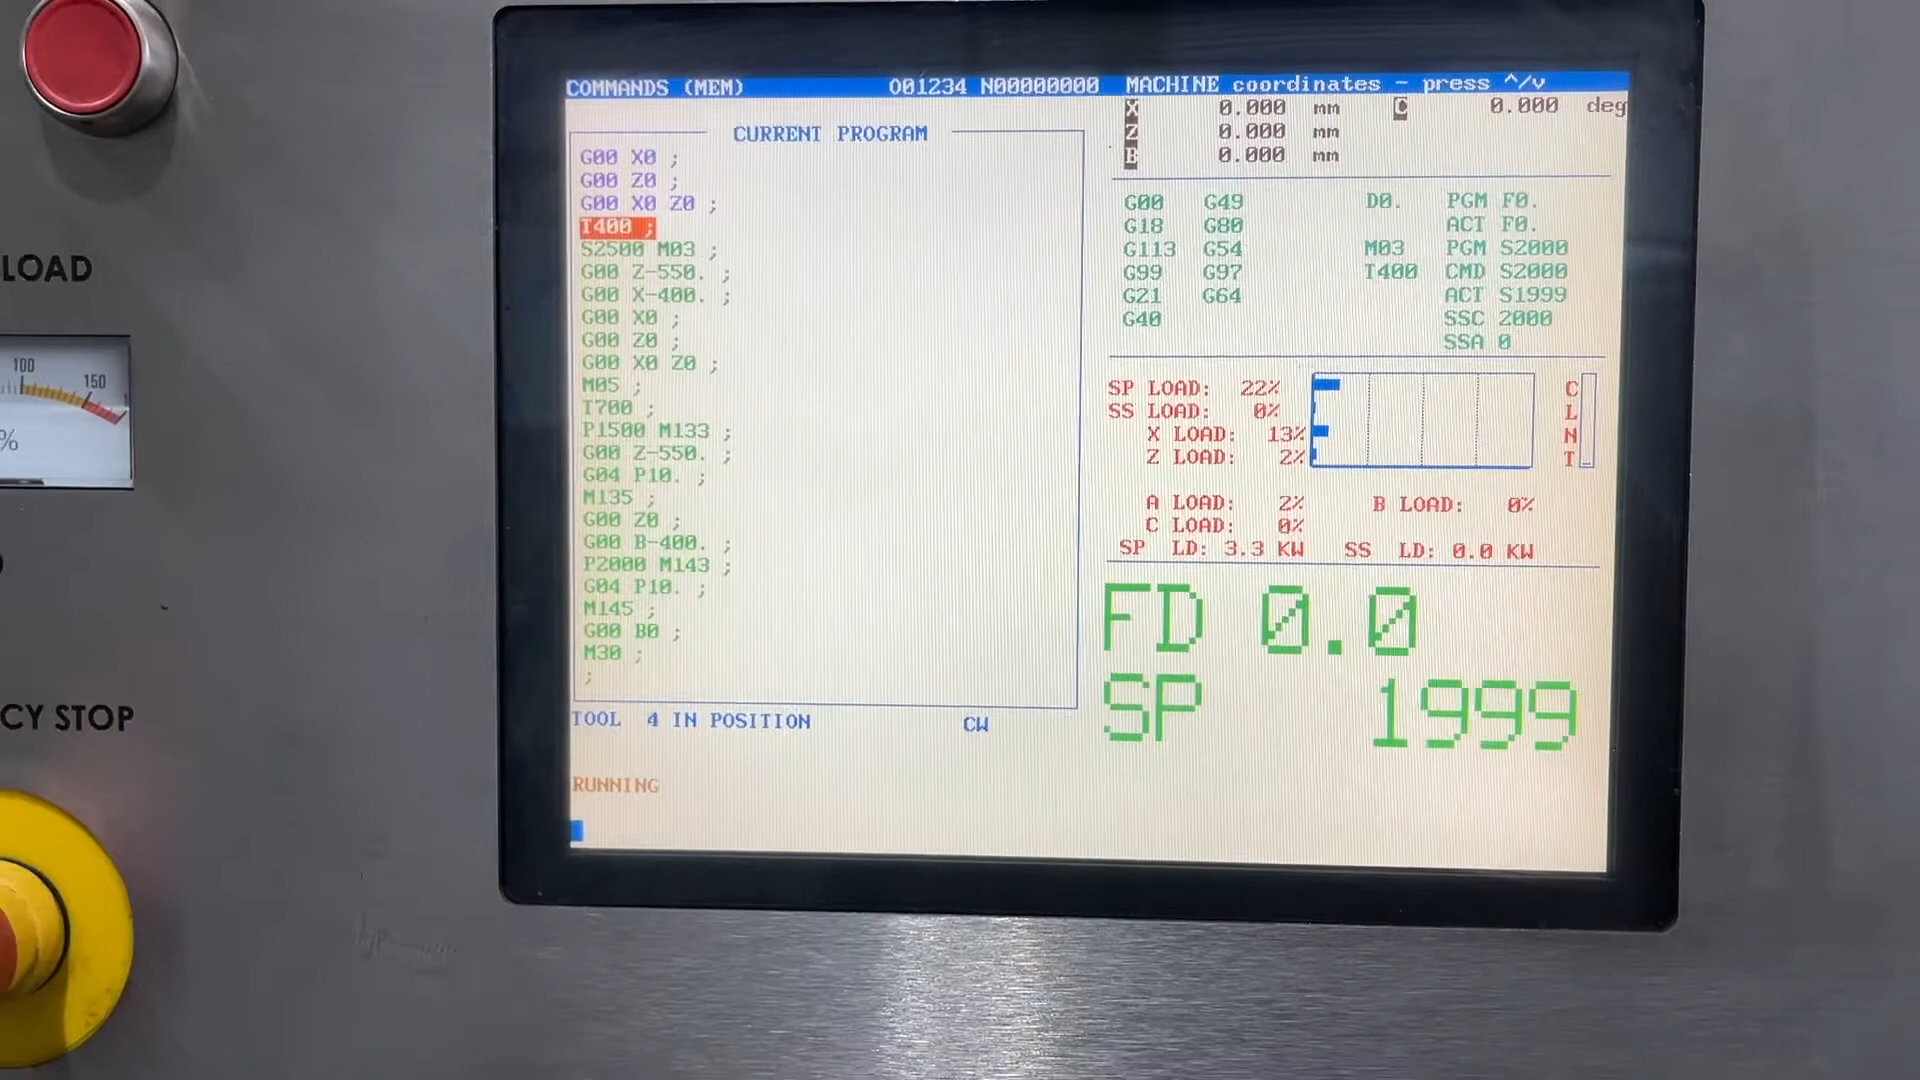 LOAD
100
150
%
CY STOP
COMMANDS (MEM) O01234 N00000000 MACHINE coordinates - press ^/v
CURRENT PROGRAM
G00 X0 ;
G00 Z0 ;
G00 X0 Z0 ;
T400 ;
S2500 M03 ;
G00 Z-550. ;
G00 X-400. ;
G00 X0 ;
G00 Z0 ;
G00 X0 Z0 ;
M05 ;
T700 ;
P1500 M133 ;
G00 Z-550. ;
G04 P10. ;
M135 ;
G00 Z0 ;
G00 B-400. ;
P2000 M143 ;
G04 P10. ;
M145 ;
G00 B0 ;
M30 ;
;
TOOL 4 IN POSITION CW
RUNNING
X 0.000 mm C 0.000 deg
Z 0.000 mm
B 0.000 mm
G00 G49 D0. PGM F0.
G18 G80 ACT F0.
G113 G54 M03 PGM S2000
G99 G97 T400 CMD S2000
G21 G64 ACT S1999
G40 SSC 2000
SSA 0
SP LOAD: 22%
SS LOAD: 0%
X LOAD: 13%
Z LOAD: 2%
C
L
N
T
A LOAD: 2% B LOAD: 0%
C LOAD: 0%
SP LD: 3.3 KW SS LD: 0.0 KW
FD 0.0
SP 1999